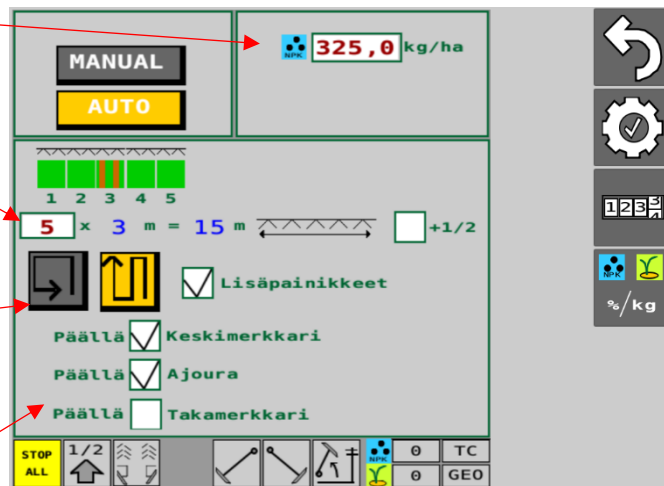 NPK 325,0 kg/ha
MANUAL
AUTO
1 2 3 4 5
5 x 3 m = 15 m +1/2
Lisäpainikkeet
Päällä Keskimerkkari
Päällä Ajoura
Päällä Takamerkkari
NPK
%/kg
STOP ALL
1/2
NPK 0 TC
0 GEO